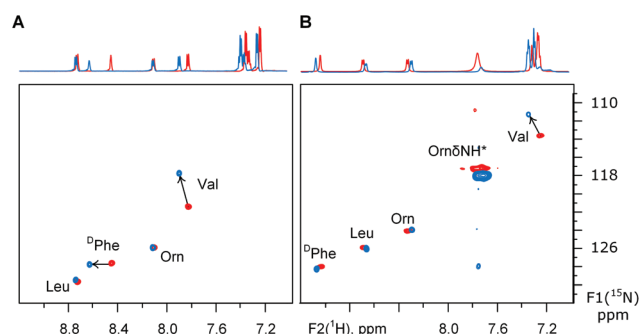 A
B
Val
ᴰPhe
Orn
Leu
8.8 8.4 8.0 7.6 7.2
110
Val
OrnδNH*
118
Orn
Leu
ᴰPhe
126
F1(¹⁵N)
ppm
F2(¹H), ppm 8.0 7.6 7.2